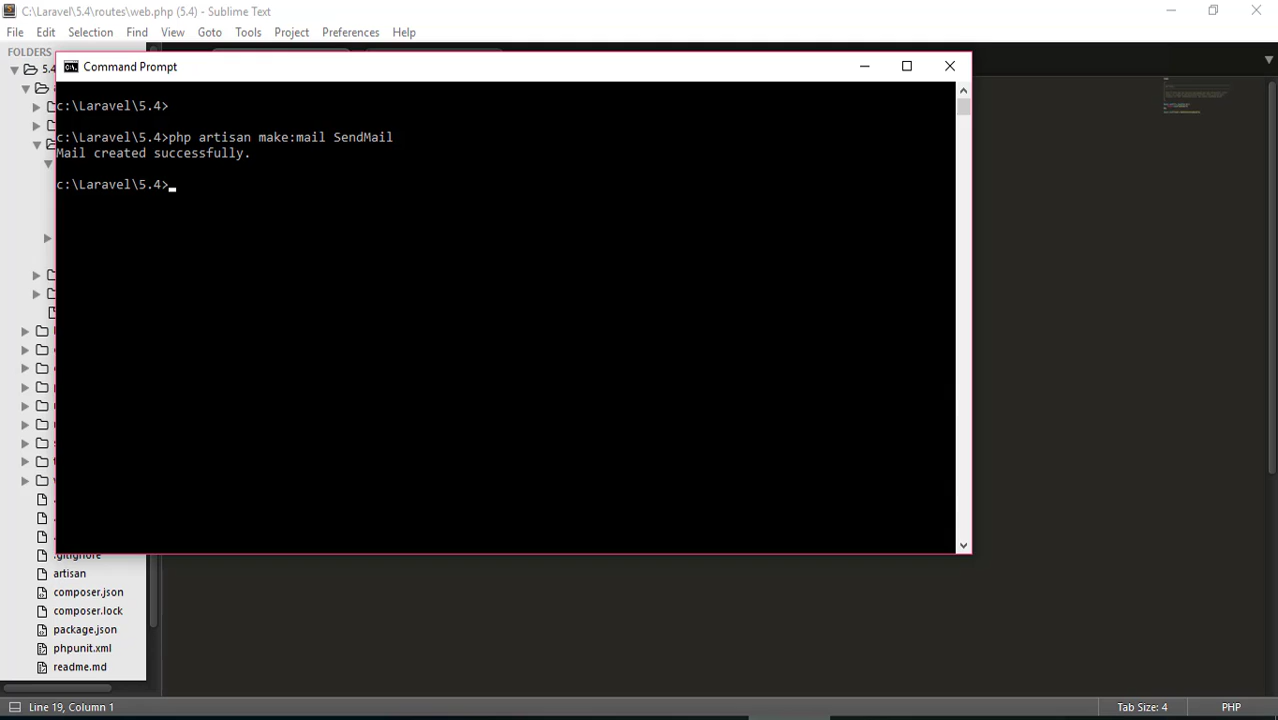 C:\Laravel\5.4\routes\web.php (5.4) - Sublime Text
File Edit Selection Find View Goto Tools Project Preferences Help
FOLDERS
5.4
Command Prompt
c:\Laravel\5.4>
c:\Laravel\5.4>php artisan make:mail SendMail
Mail created successfully.
c:\Laravel\5.4>
.gitignore
artisan
composer.json
composer.lock
package.json
phpunit.xml
readme.md
Line 19, Column 1
Tab Size: 4
PHP